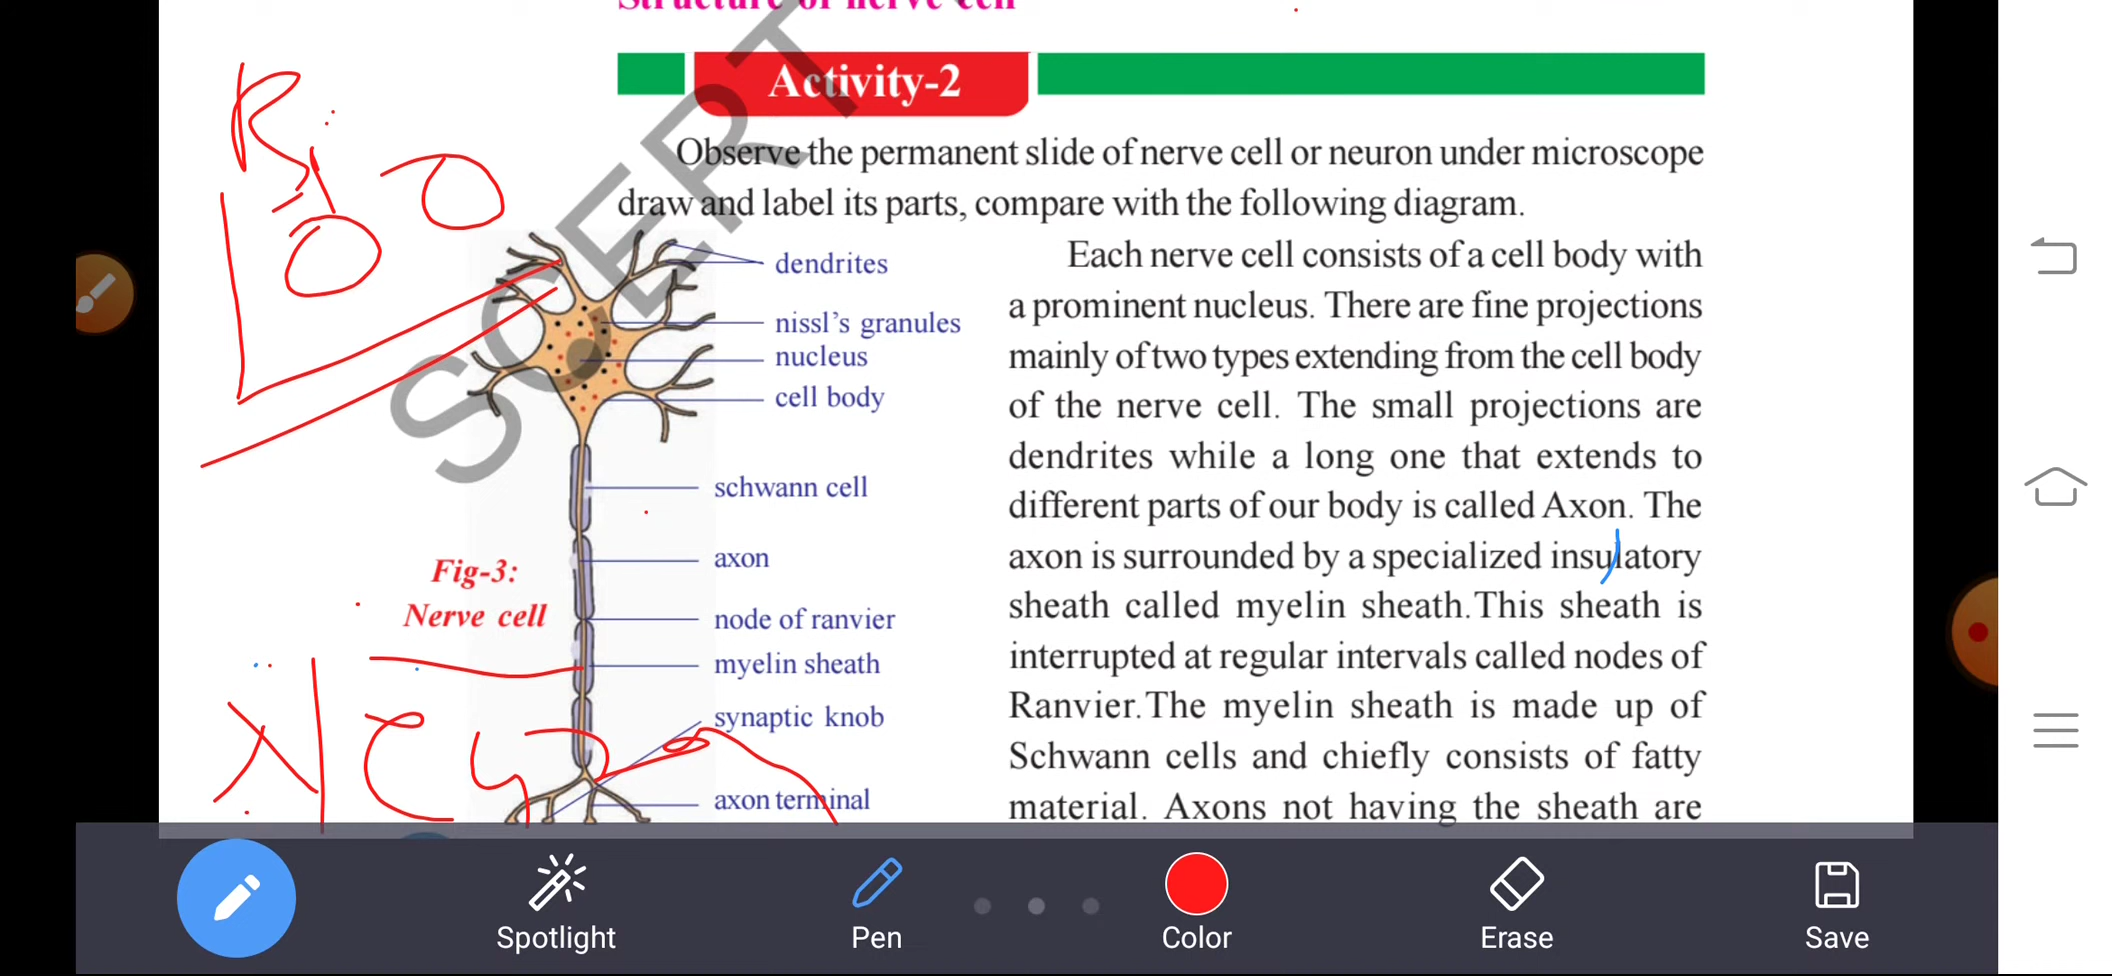 Structure of nerve cell
Activity-2
Observe the permanent slide of nerve cell or neuron under microscope
draw and label its parts, compare with the following diagram.
dendrites
nissl's granules
nucleus
cell body
schwann cell
axon
node of ranvier
myelin sheath
synaptic knob
axon terminal
Fig-3:
Nerve cell
Each nerve cell consists of a cell body with
a prominent nucleus. There are fine projections
mainly of two types extending from the cell body
of the nerve cell. The small projections are
dendrites while a long one that extends to
different parts of our body is called Axon. The
axon is surrounded by a specialized insulatory
sheath called myelin sheath.This sheath is
interrupted at regular intervals called nodes of
Ranvier.The myelin sheath is made up of
Schwann cells and chiefly consists of fatty
material. Axons not having the sheath are
SCERT
Spotlight
Pen
Color
Erase
Save